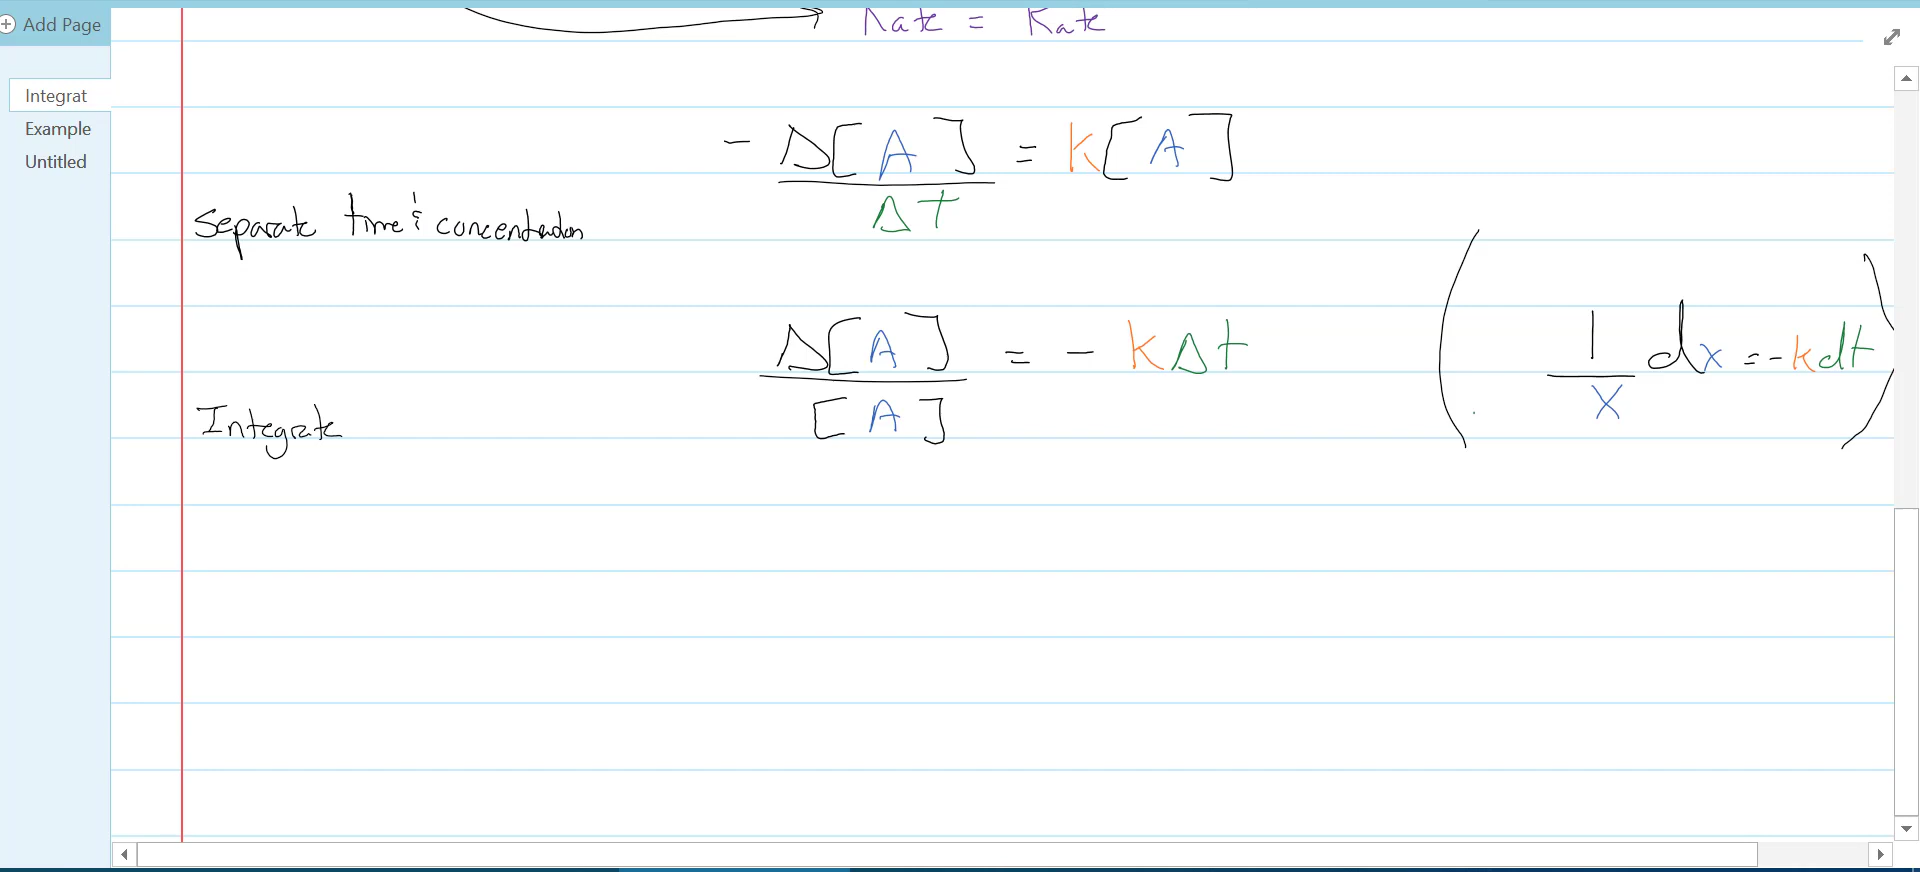 Add Page
Integrat
Example
Untitled
Rate = Rate
- Δ[A] = k[A]
Δt
Separate time & concentration
Δ[A] = - kΔt
[A]
( 1 dx = -kdt )
x
Integrate